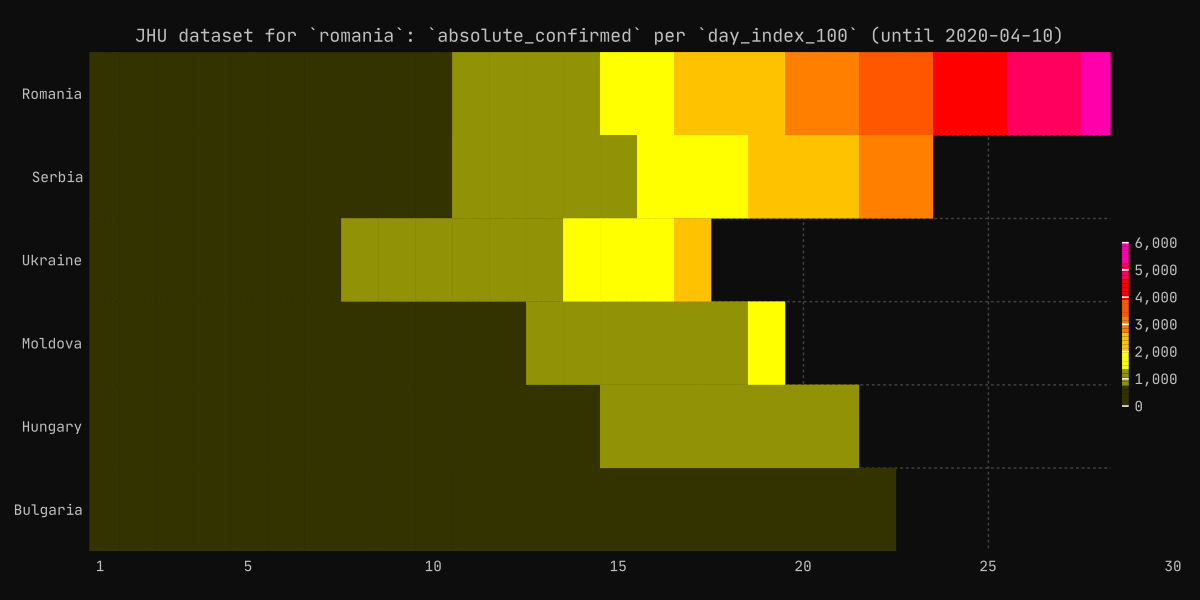 JHU dataset for `romania`: `absolute_confirmed` per `day_index_100` (until 2020-04-10)
Romania
Serbia
Ukraine
Moldova
Hungary
Bulgaria
6,000
5,000
4,000
3,000
2,000
1,000
0
1 5 10 15 20 25 30